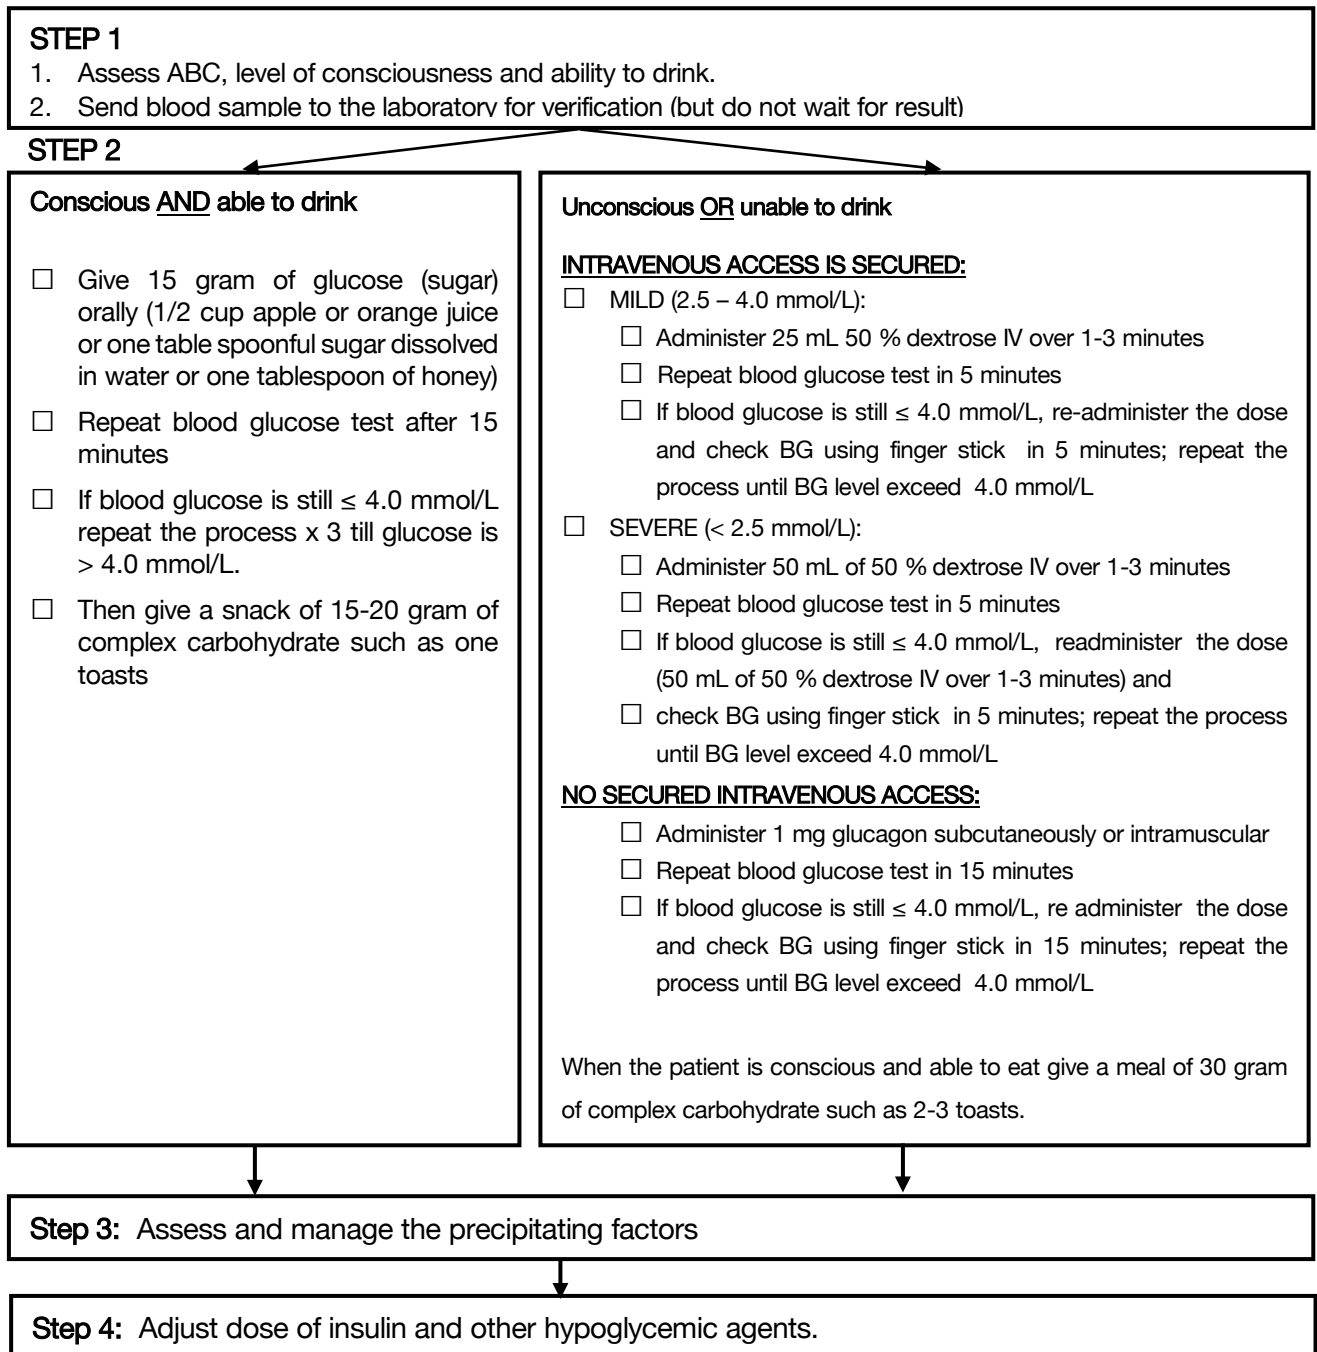 STEP 1
1. Assess ABC, level of consciousness and ability to drink.
2. Send blood sample to the laboratory for verification (but do not wait for result)
STEP 2
Conscious AND able to drink
☐ Give 15 gram of glucose (sugar)
orally (1/2 cup apple or orange juice
or one table spoonful sugar dissolved
in water or one tablespoon of honey)
☐ Repeat blood glucose test after 15
minutes
☐ If blood glucose is still ≤ 4.0 mmol/L
repeat the process x 3 till glucose is
> 4.0 mmol/L.
☐ Then give a snack of 15-20 gram of
complex carbohydrate such as one
toasts
Unconscious OR unable to drink
INTRAVENOUS ACCESS IS SECURED:
☐ MILD (2.5 – 4.0 mmol/L):
☐ Administer 25 mL 50 % dextrose IV over 1-3 minutes
☐ Repeat blood glucose test in 5 minutes
☐ If blood glucose is still ≤ 4.0 mmol/L, re-administer the dose
and check BG using finger stick in 5 minutes; repeat the
process until BG level exceed 4.0 mmol/L
☐ SEVERE (< 2.5 mmol/L):
☐ Administer 50 mL of 50 % dextrose IV over 1-3 minutes
☐ Repeat blood glucose test in 5 minutes
☐ If blood glucose is still ≤ 4.0 mmol/L, readminister the dose
(50 mL of 50 % dextrose IV over 1-3 minutes) and
☐ check BG using finger stick in 5 minutes; repeat the process
until BG level exceed 4.0 mmol/L
NO SECURED INTRAVENOUS ACCESS:
☐ Administer 1 mg glucagon subcutaneously or intramuscular
☐ Repeat blood glucose test in 15 minutes
☐ If blood glucose is still ≤ 4.0 mmol/L, re administer the dose
and check BG using finger stick in 15 minutes; repeat the
process until BG level exceed 4.0 mmol/L
When the patient is conscious and able to eat give a meal of 30 gram
of complex carbohydrate such as 2-3 toasts.
Step 3: Assess and manage the precipitating factors
Step 4: Adjust dose of insulin and other hypoglycemic agents.